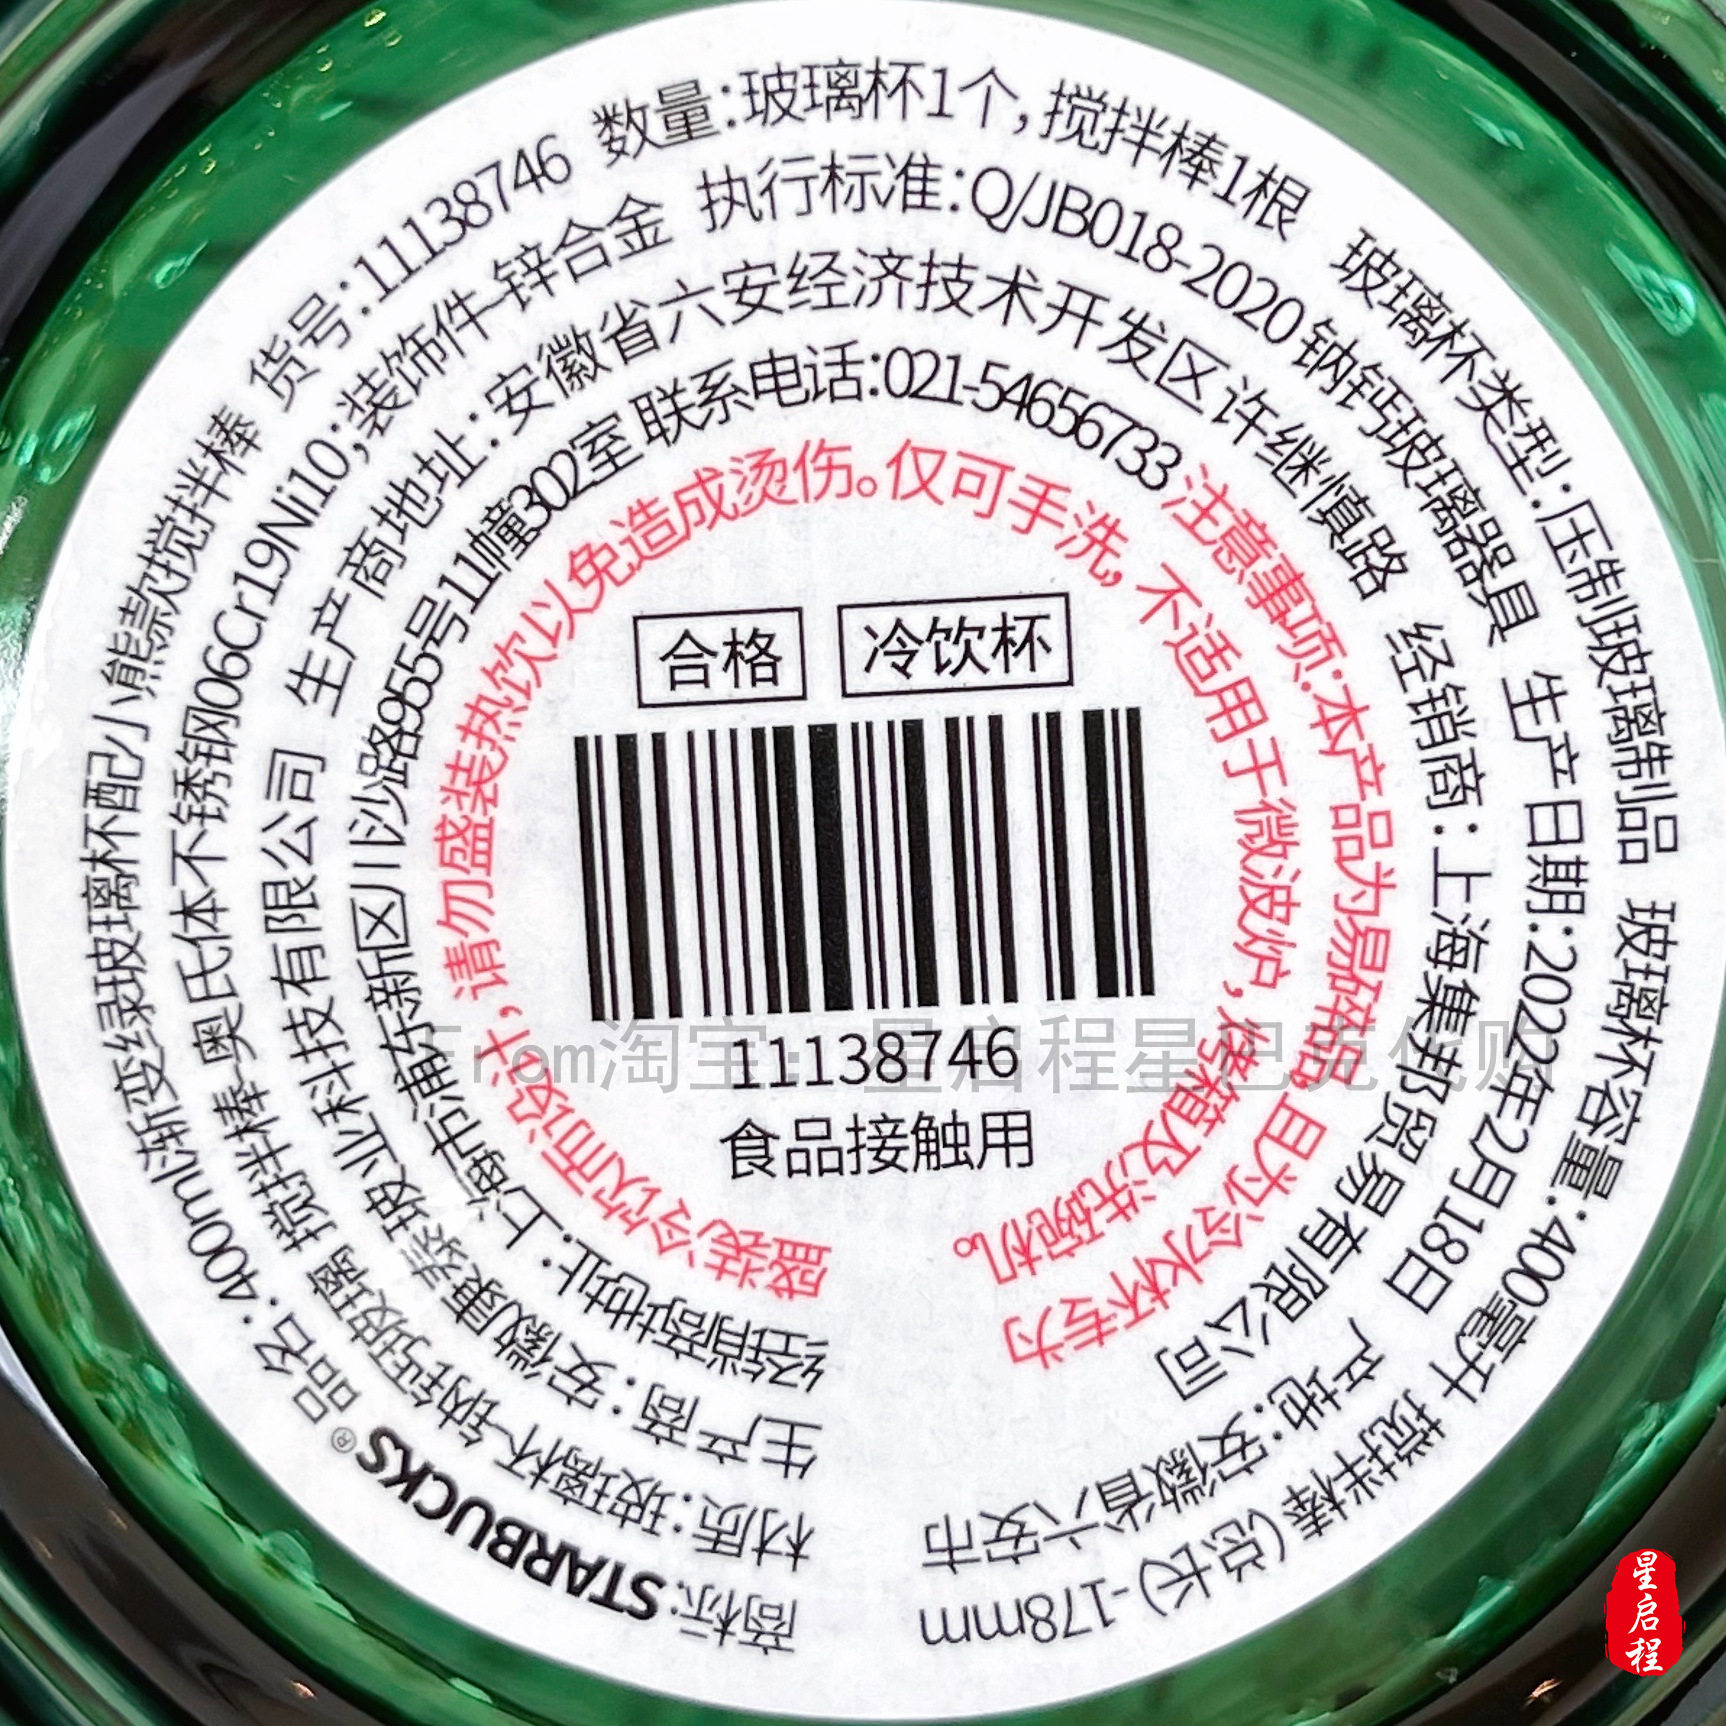 商标:STARBUCKS® 品名:400ml渐变绿玻璃杯配小熊款搅拌棒 货号:11138746 数量:玻璃杯1个,搅拌棒1根 玻璃杯类型:压制玻璃制品 玻璃杯容量:400毫升 搅拌棒(总长)-178mm
材质:玻璃杯-钠钙玻璃 搅拌棒-奥氏体不锈钢06Cr19Ni10;装饰件-锌合金 执行标准:Q/JB018-2020 钠钙玻璃器具 生产日期:2022年2月18日 产地:安徽省六安市
生产商:安徽康泰玻业科技有限公司 生产商地址:安徽省六安经济技术开发区许继慎路 经销商:上海集邦贸易有限公司
经销商地址:上海市浦东新区川沙路955号11幢302室 联系电话:021-54656733 注意事项:本产品为易碎品,且为冷水杯专为
盛装冷饮而设计,请勿盛装热饮以免造成烫伤。仅可手洗,不适用于微波炉,烤箱及洗碗机。
合格 冷饮杯
11138746
食品接触用
From淘宝:星启程星巴克代购
星启程